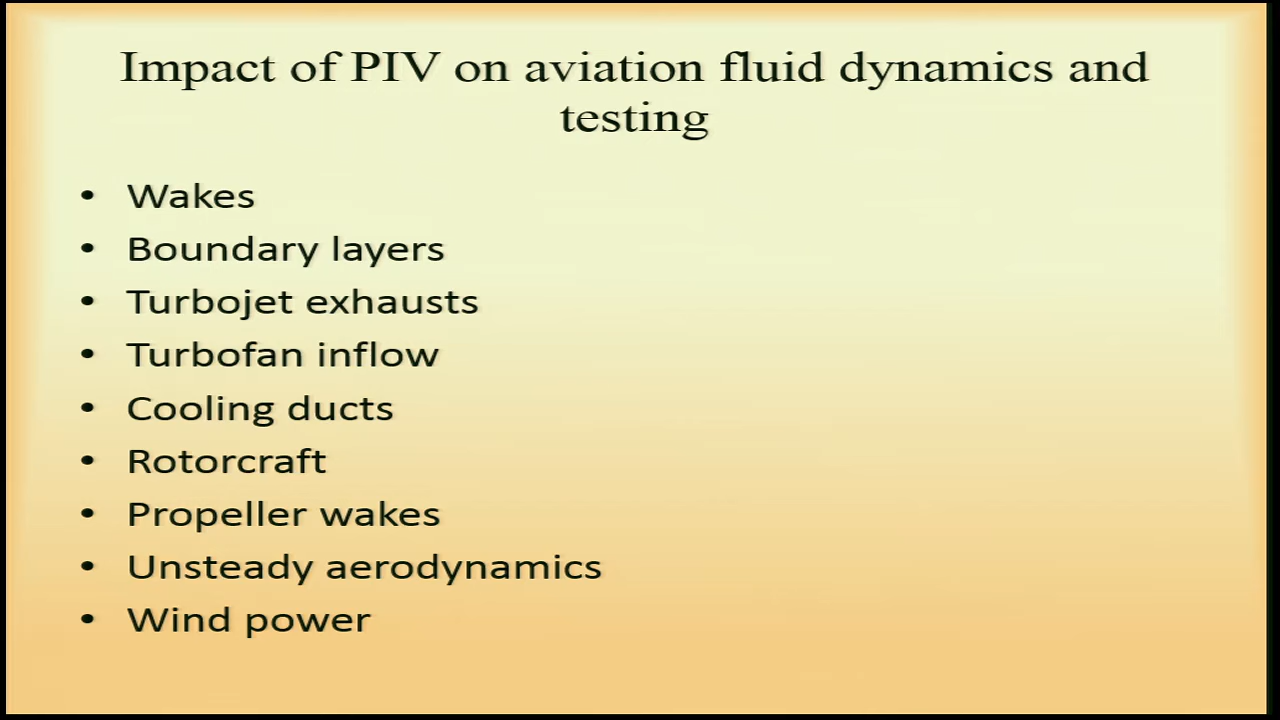 Impact of PIV on aviation fluid dynamics and
testing
• Wakes
• Boundary layers
• Turbojet exhausts
• Turbofan inflow
• Cooling ducts
• Rotorcraft
• Propeller wakes
• Unsteady aerodynamics
• Wind power